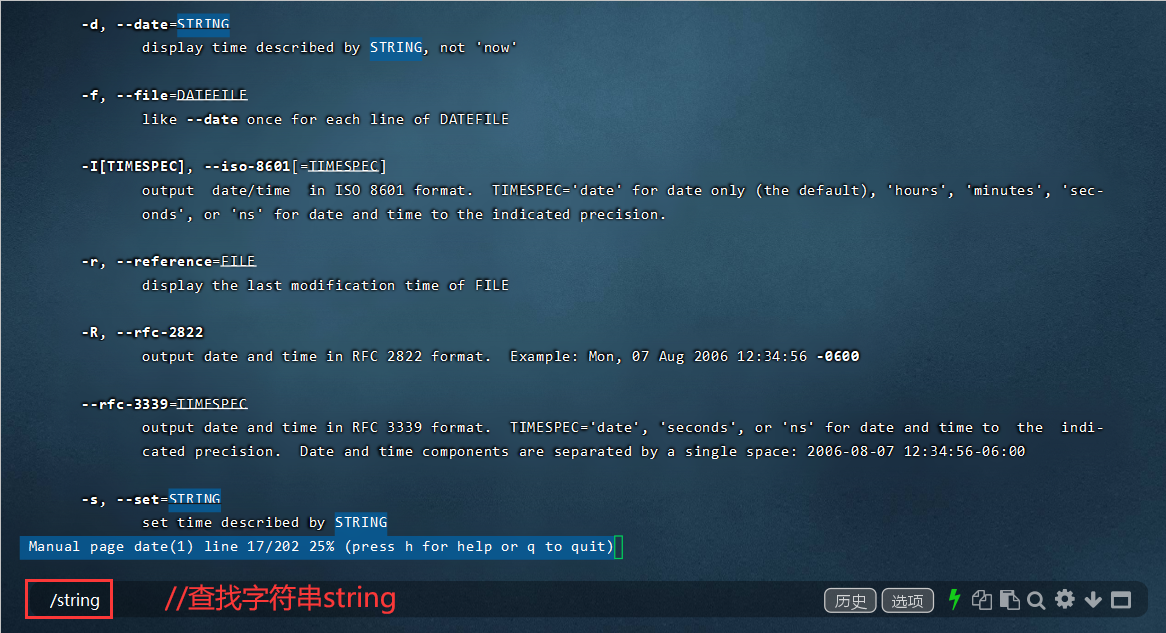 -d, --date=STRING
display time described by STRING, not 'now'
-f, --file=DATEFILE
like --date once for each line of DATEFILE
-I[TIMESPEC], --iso-8601[=TIMESPEC]
output  date/time  in ISO 8601 format.  TIMESPEC='date' for date only (the default), 'hours', 'minutes', 'sec-
onds', or 'ns' for date and time to the indicated precision.
-r, --reference=FILE
display the last modification time of FILE
-R, --rfc-2822
output date and time in RFC 2822 format.  Example: Mon, 07 Aug 2006 12:34:56 -0600
--rfc-3339=TIMESPEC
output date and time in RFC 3339 format.  TIMESPEC='date', 'seconds', or 'ns' for date and time to  the  indi-
cated precision.  Date and time components are separated by a single space: 2006-08-07 12:34:56-06:00
-s, --set=STRING
set time described by STRING
Manual page date(1) line 17/202 25% (press h for help or q to quit)
/string //查找字符串string 历史 选项